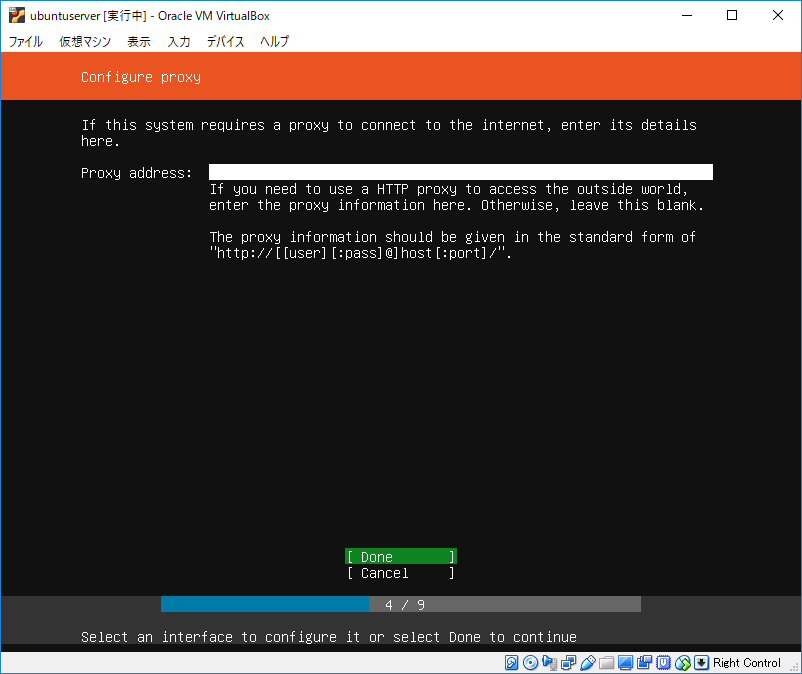 ubuntuserver [実行中] - Oracle VM VirtualBox
ファイル 仮想マシン 表示 入力 デバイス ヘルプ
Configure proxy
If this system requires a proxy to connect to the internet, enter its details
here.
Proxy address:
If you need to use a HTTP proxy to access the outside world,
enter the proxy information here. Otherwise, leave this blank.
The proxy information should be given in the standard form of
"http://[[user][:pass]@]host[:port]/".
[ Done ]
[ Cancel ]
4 / 9
Select an interface to configure it or select Done to continue
Right Control